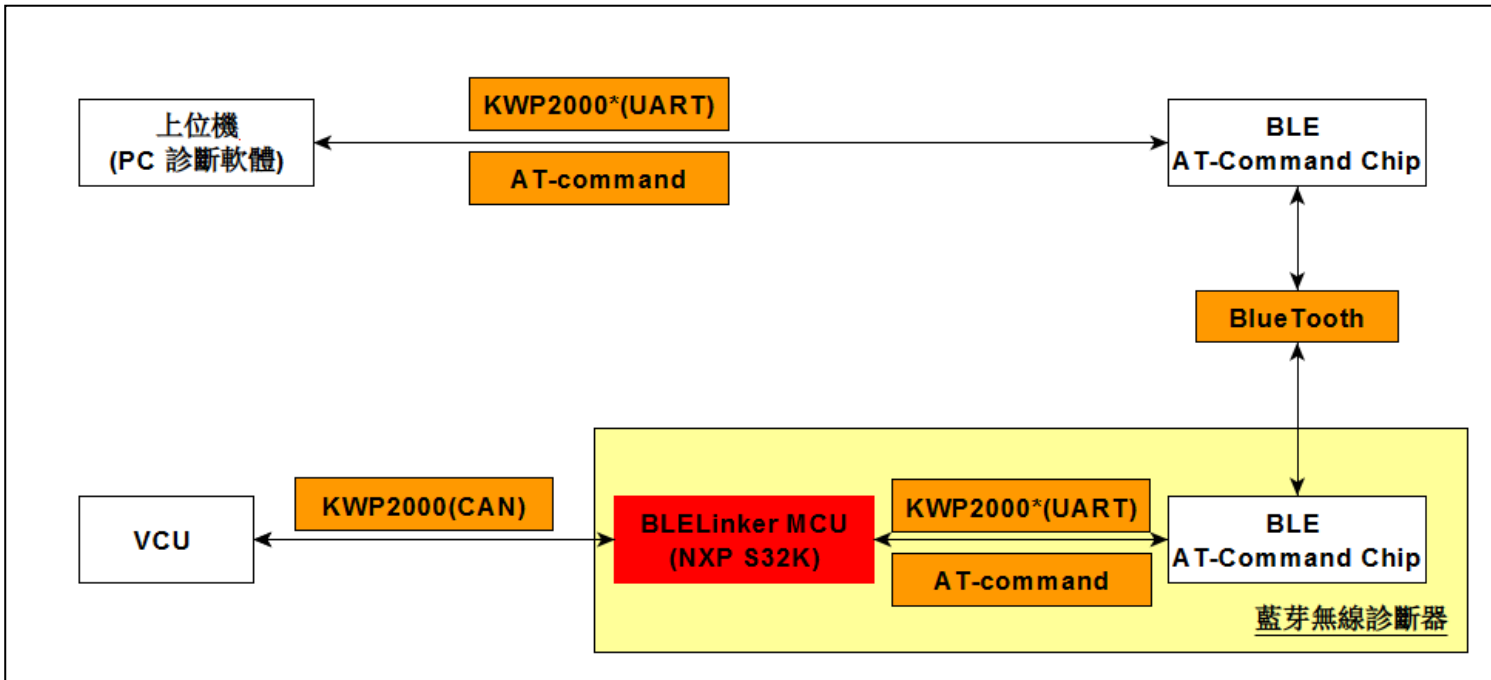 KWP2000*(UART)
上位機
(PC 診斷軟體)
BLE
AT-Command Chip
AT-command
BlueTooth
KWP2000(CAN)
KWP2000*(UART)
VCU
BLELinker MCU
(NXP S32K)
BLE
AT-Command Chip
AT-command
藍芽無線診斷器